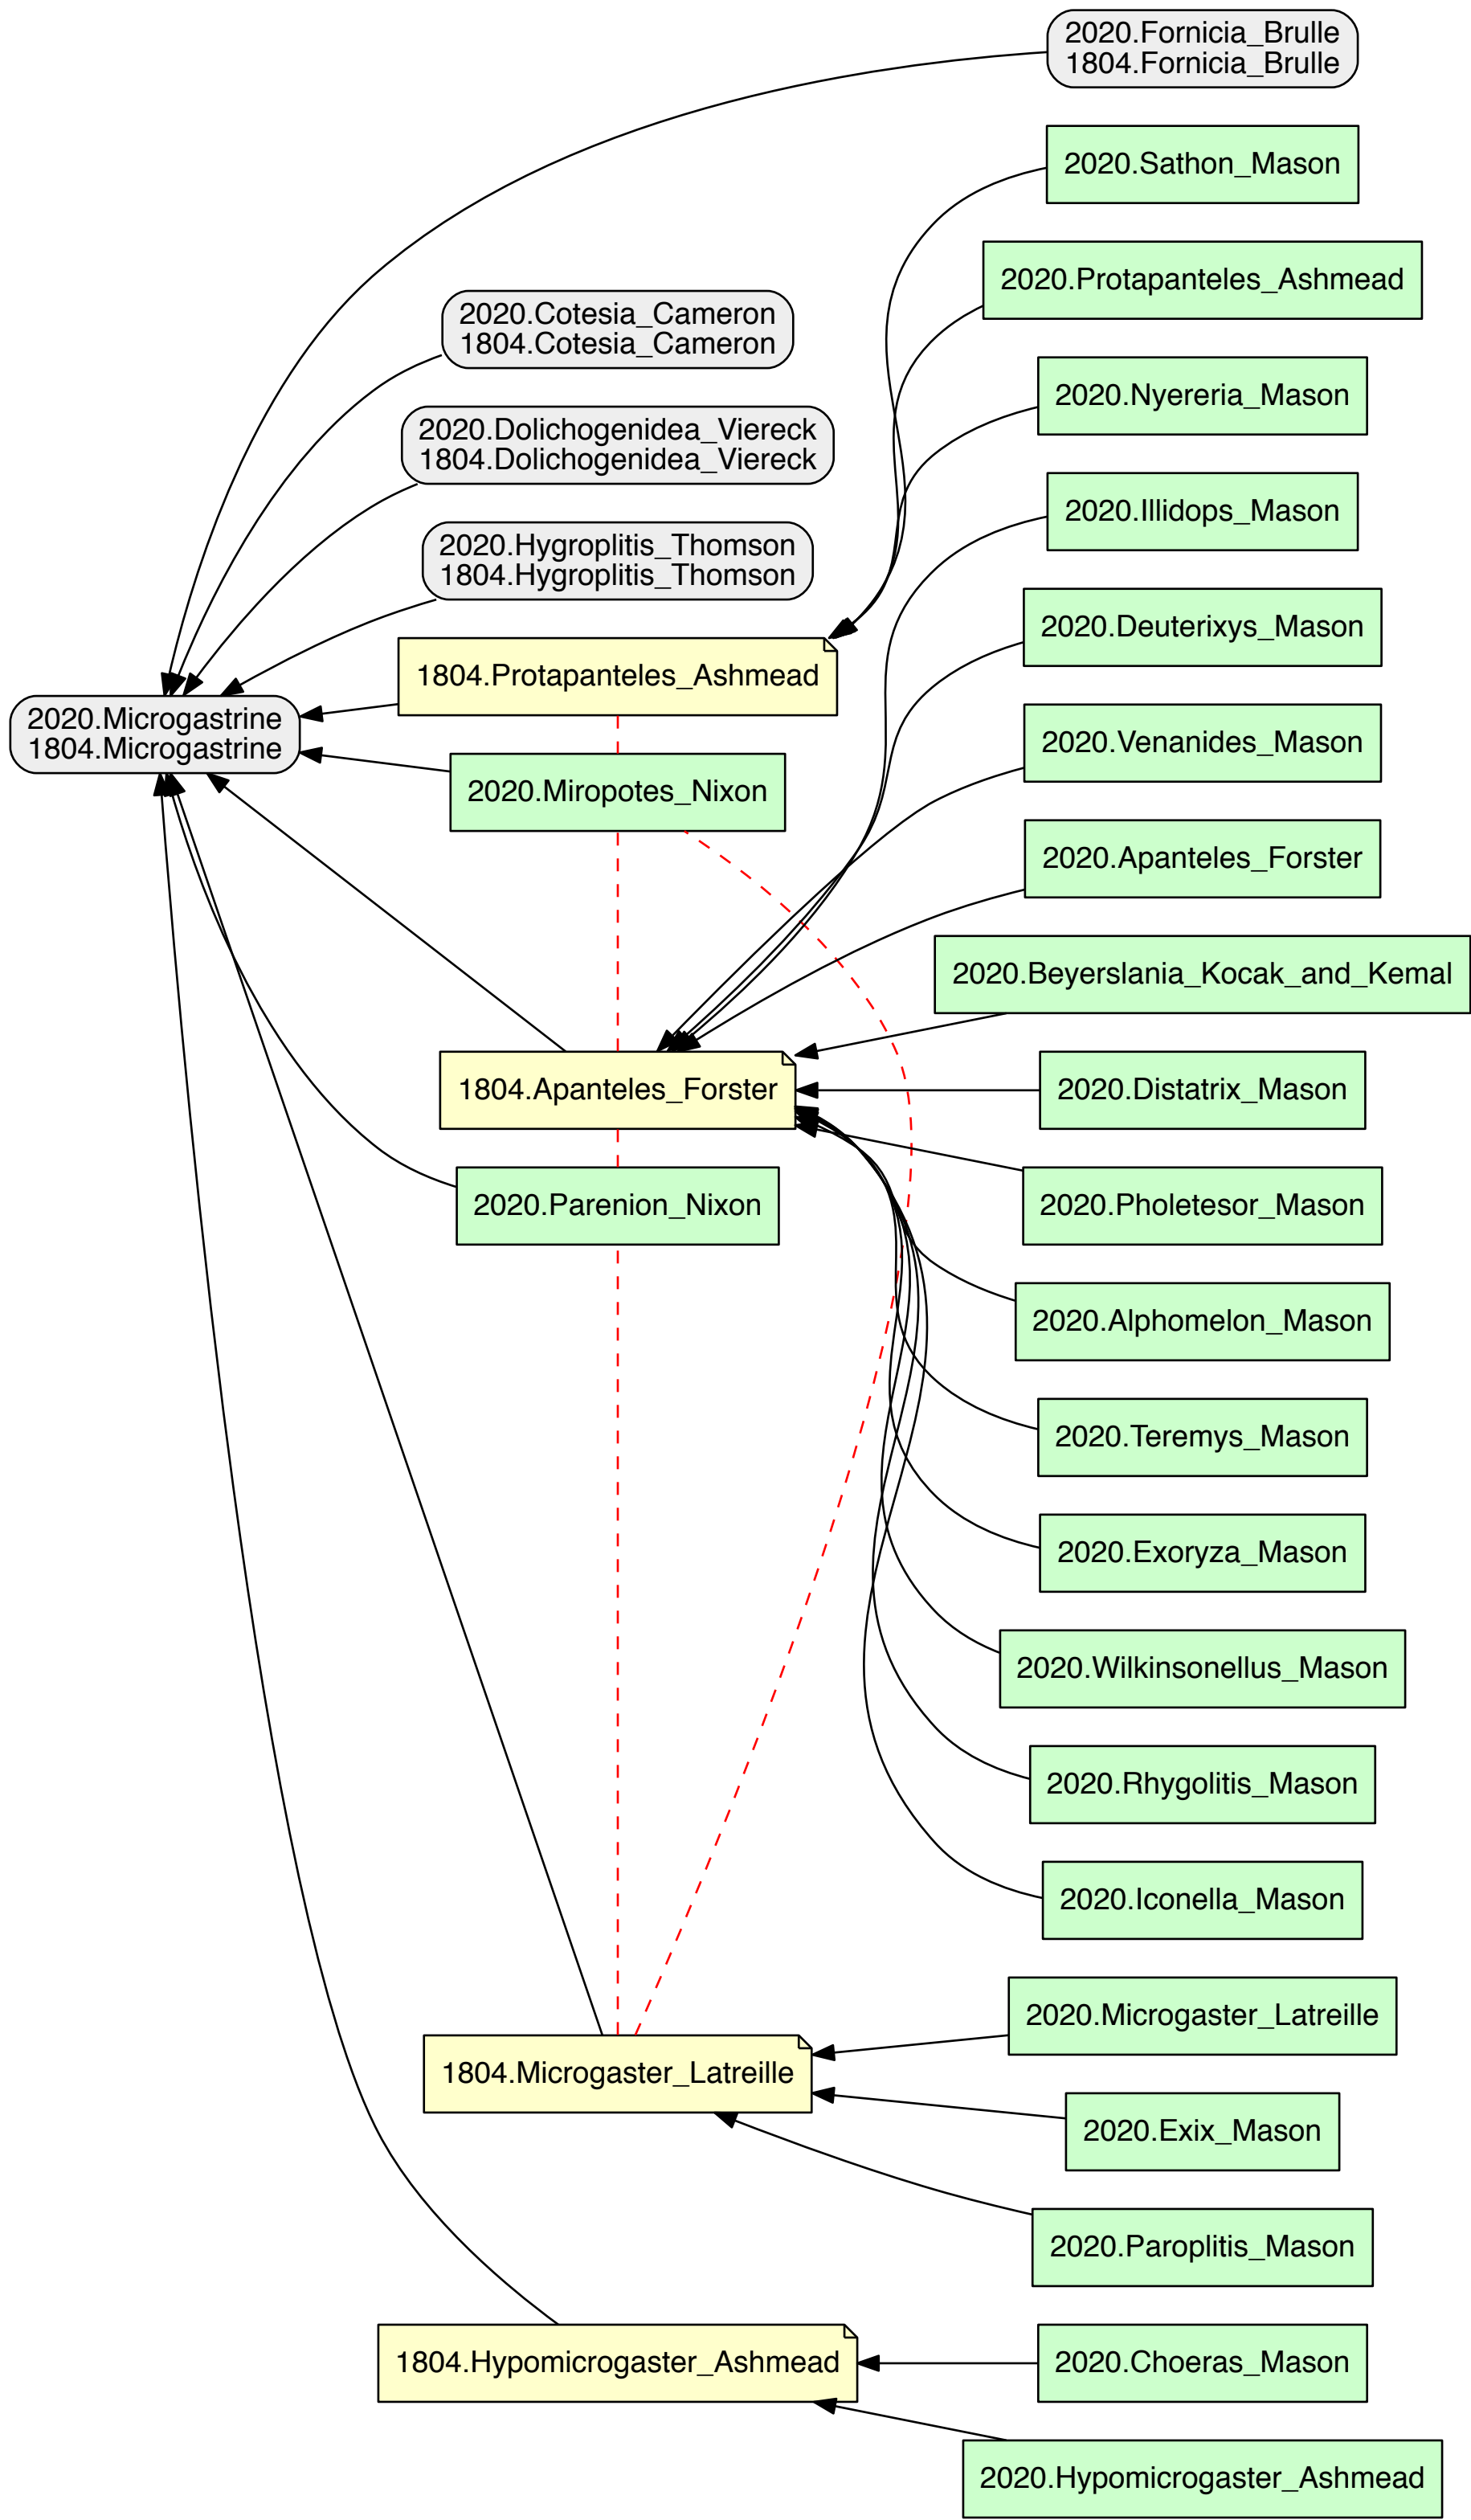 2020.Fornicia_Brulle
1804.Fornicia_Brulle
2020.Sathon_Mason
2020.Protapanteles_Ashmead
2020.Cotesia_Cameron
1804.Cotesia_Cameron
2020.Nyereria_Mason
2020.Dolichogenidea_Viereck
1804.Dolichogenidea_Viereck
2020.Illidops_Mason
2020.Hygroplitis_Thomson
1804.Hygroplitis_Thomson
2020.Deuterixys_Mason
1804.Protapanteles_Ashmead
2020.Microgastrine
1804.Microgastrine
2020.Venanides_Mason
2020.Miropotes_Nixon
2020.Apanteles_Forster
2020.Beyerslania_Kocak_and_Kemal
1804.Apanteles_Forster
2020.Distatrix_Mason
2020.Parenion_Nixon
2020.Pholetesor_Mason
2020.Alphomelon_Mason
2020.Teremys_Mason
2020.Exoryza_Mason
2020.Wilkinsonellus_Mason
2020.Rhygolitis_Mason
2020.Iconella_Mason
2020.Microgaster_Latreille
1804.Microgaster_Latreille
2020.Exix_Mason
2020.Paroplitis_Mason
1804.Hypomicrogaster_Ashmead
2020.Choeras_Mason
2020.Hypomicrogaster_Ashmead